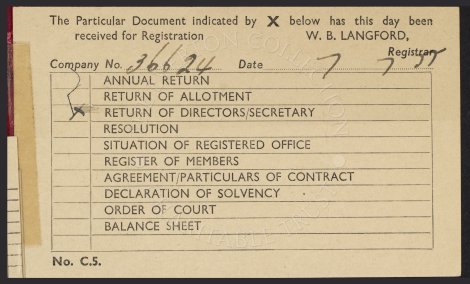 The Particular Document indicated by X below has this day been
received for Registration W. B. LANGFORD,
Registrar.
Company No. 36624 Date 7 7 55
ANNUAL RETURN
RETURN OF ALLOTMENT
X RETURN OF DIRECTORS/SECRETARY
RESOLUTION
SITUATION OF REGISTERED OFFICE
REGISTER OF MEMBERS
AGREEMENT/PARTICULARS OF CONTRACT
DECLARATION OF SOLVENCY
ORDER OF COURT
BALANCE SHEET
No. C.5.